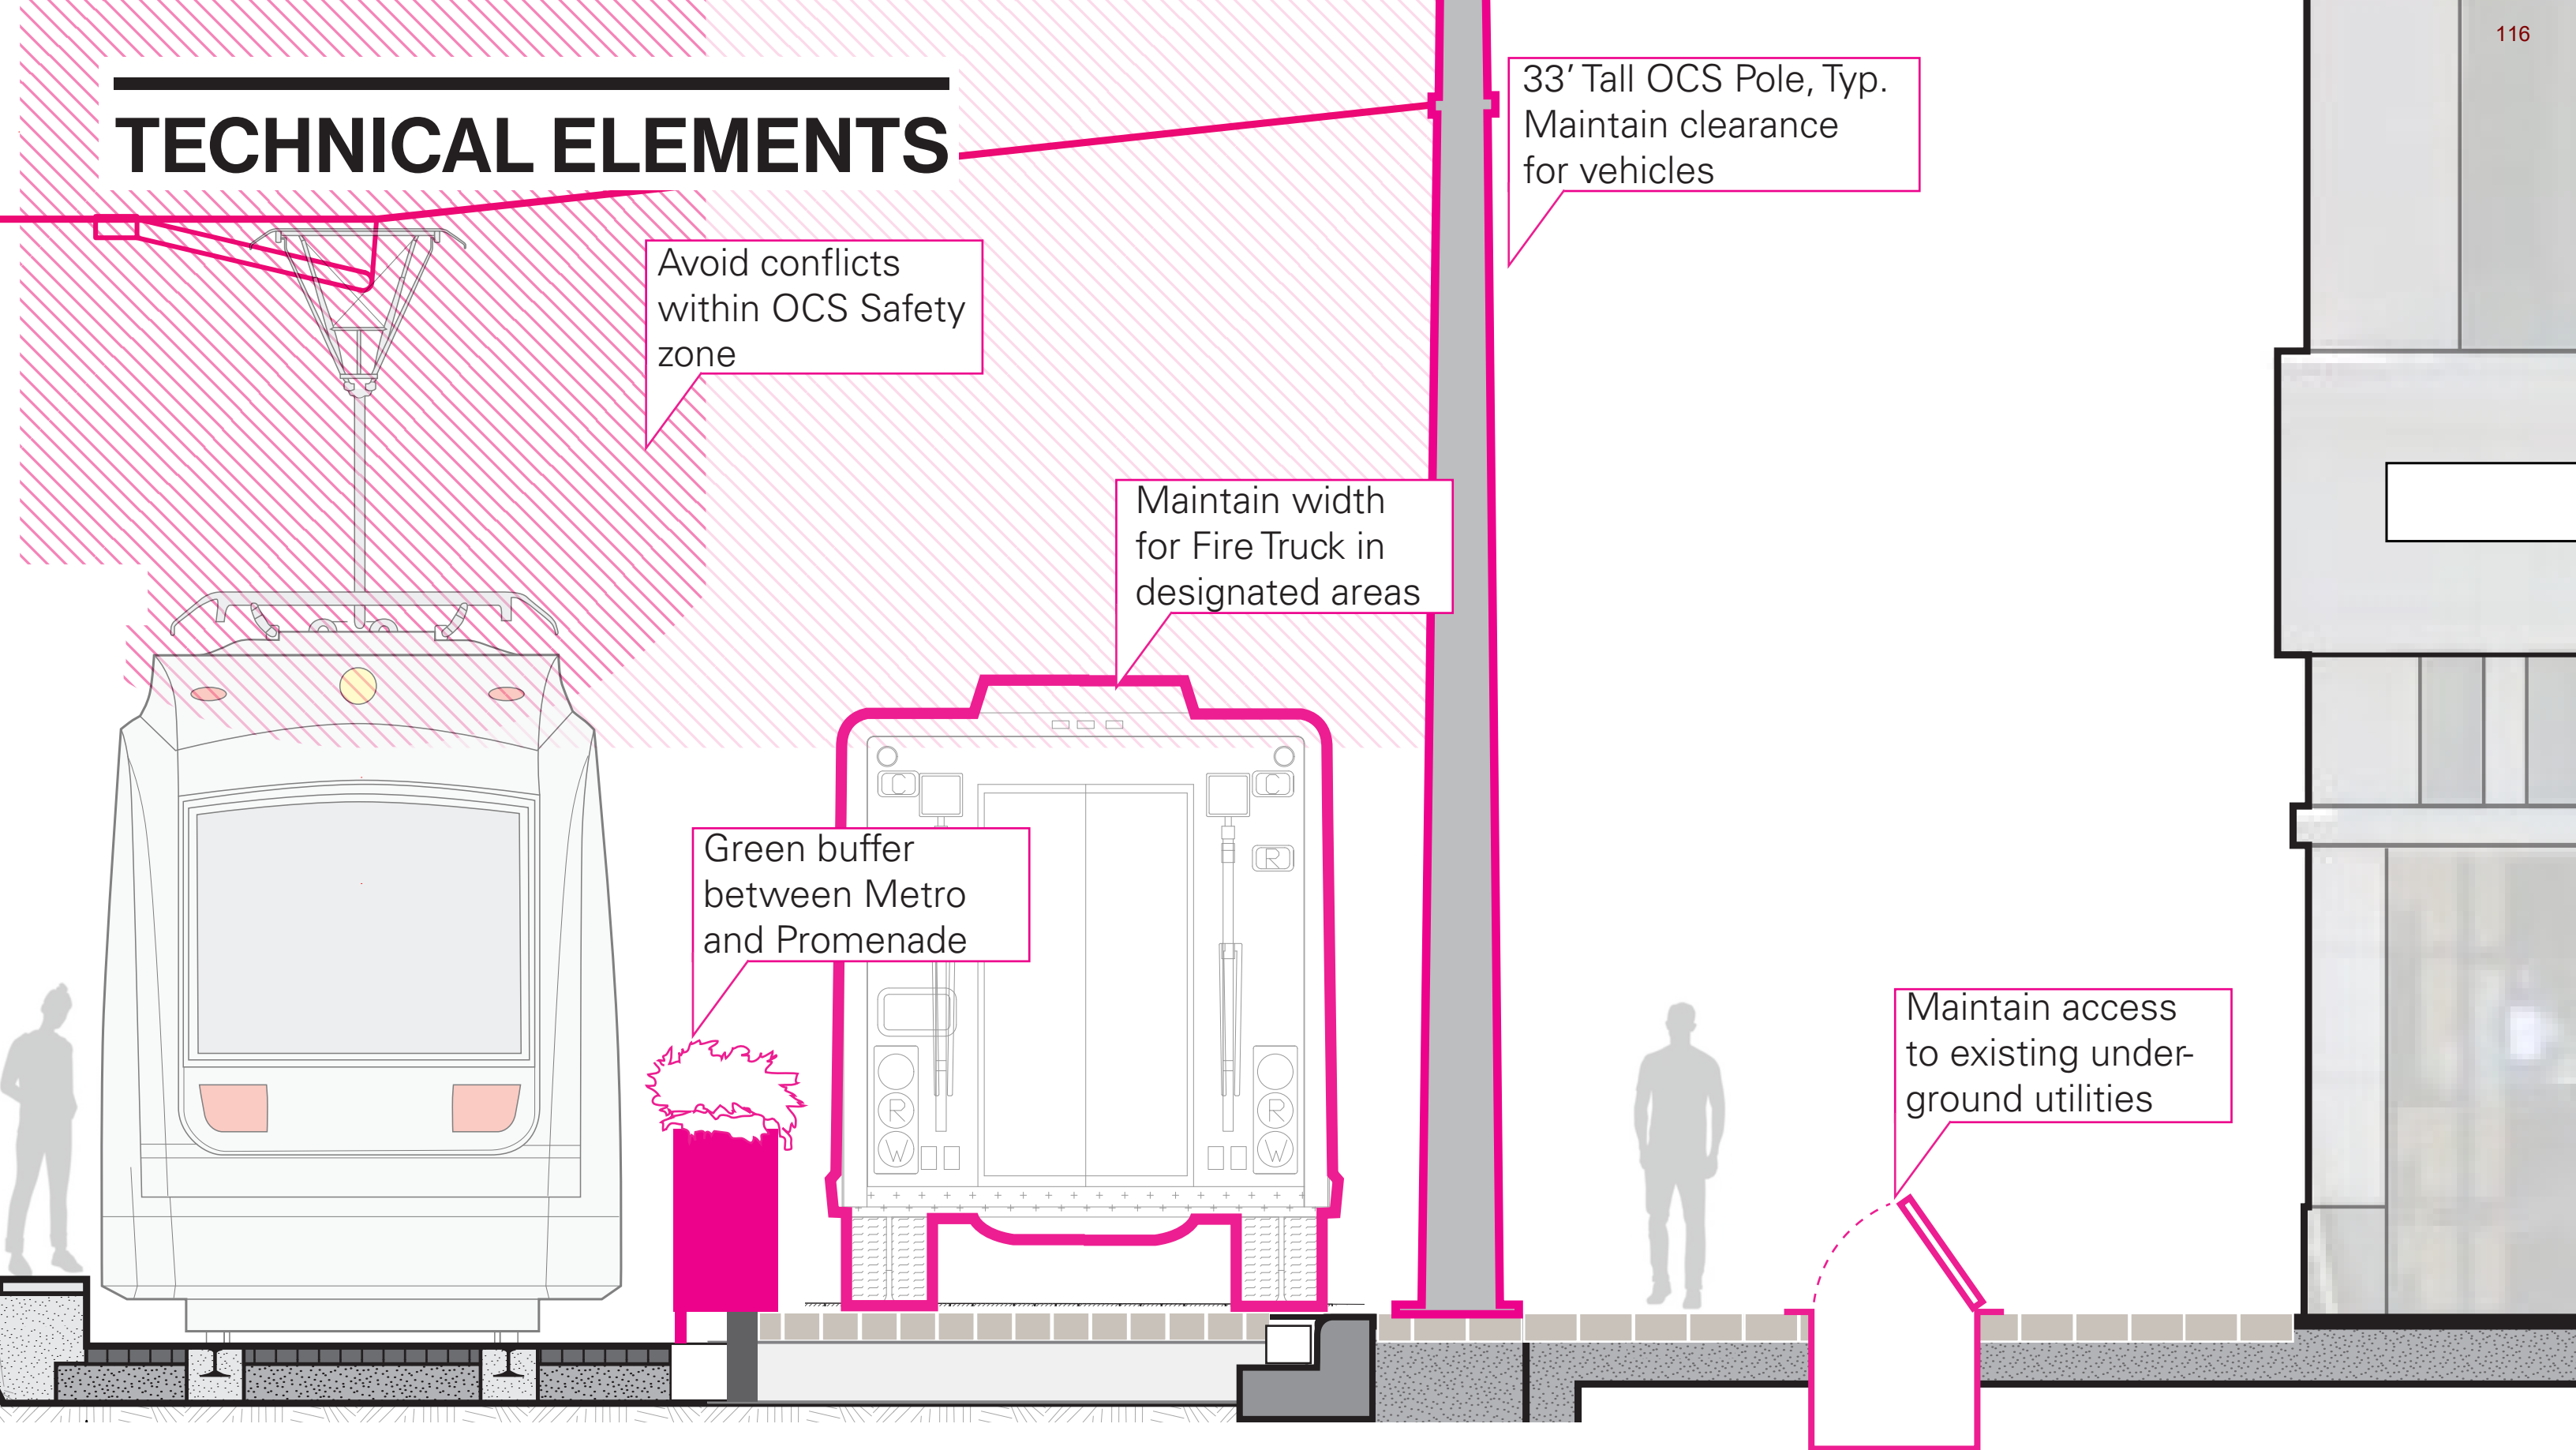 116
TECHNICAL ELEMENTS
33' Tall OCS Pole, Typ.
Maintain clearance
for vehicles
Avoid conflicts
within OCS Safety
zone
Maintain width
for Fire Truck in
designated areas
Green buffer
between Metro
and Promenade
Maintain access
to existing under-
ground utilities
C
C
R
R
R
W
W